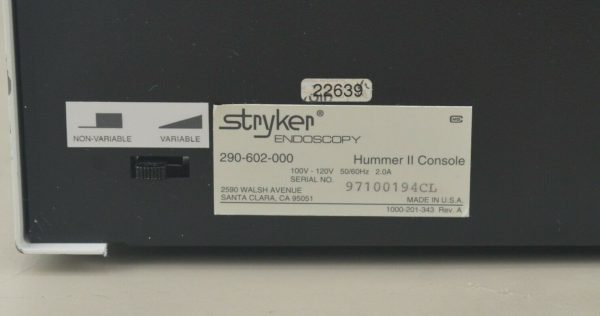 22639
NON-VARIABLE VARIABLE
stryker®
ENDOSCOPY
290-602-000 Hummer II Console
100V - 120V 50/60Hz 2.0A
SERIAL NO. 97100194CL
2590 WALSH AVENUE
SANTA CLARA, CA 95051 MADE IN U.S.A.
1000-201-343 Rev. A